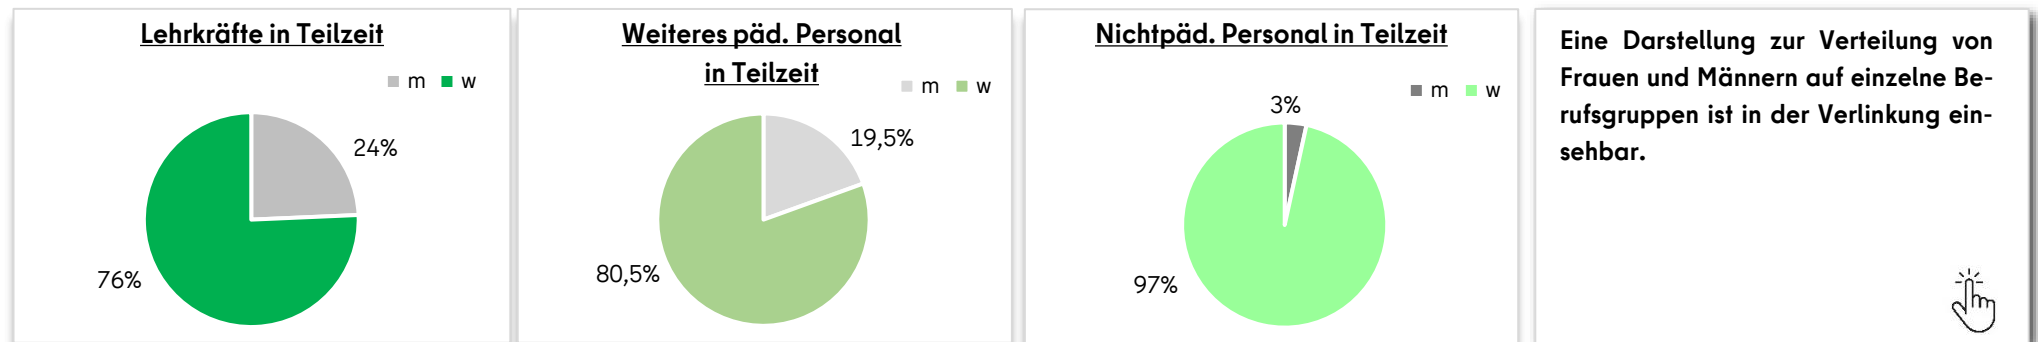 Lehrkräfte in Teilzeit
m w
24%
76%
Weiteres päd. Personal
in Teilzeit
m w
19,5%
80,5%
Nichtpäd. Personal in Teilzeit
m w
3%
97%
Eine Darstellung zur Verteilung von
Frauen und Männern auf einzelne Be-
rufsgruppen ist in der Verlinkung ein-
sehbar.